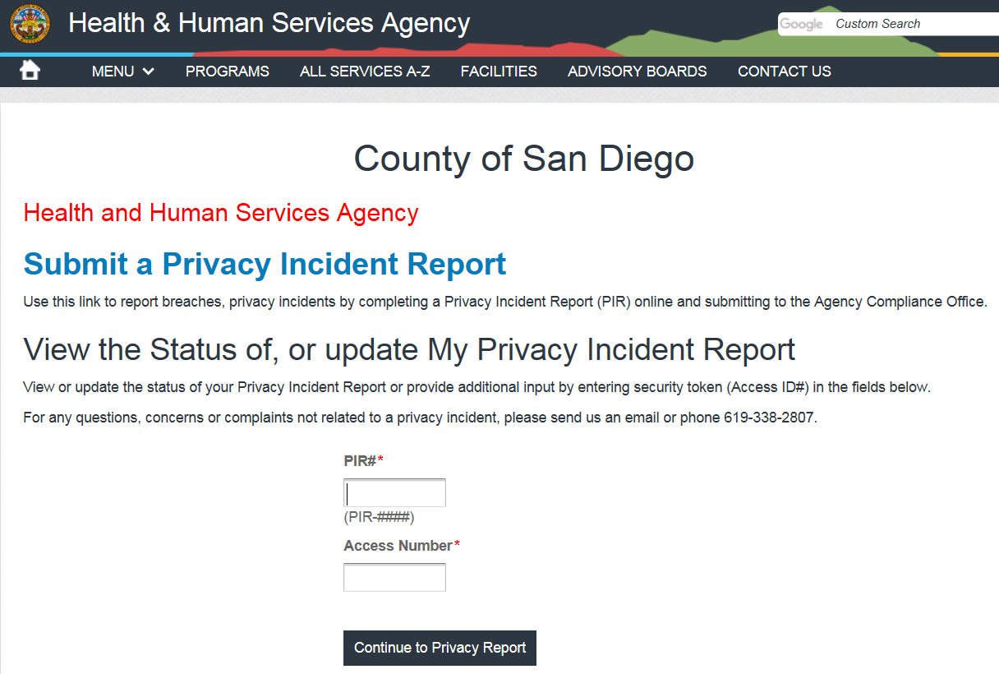 Health & Human Services Agency
Google Custom Search
MENU PROGRAMS ALL SERVICES A-Z FACILITIES ADVISORY BOARDS CONTACT US
County of San Diego
Health and Human Services Agency
Submit a Privacy Incident Report
Use this link to report breaches, privacy incidents by completing a Privacy Incident Report (PIR) online and submitting to the Agency Compliance Office.
View the Status of, or update My Privacy Incident Report
View or update the status of your Privacy Incident Report or provide additional input by entering security token (Access ID#) in the fields below.
For any questions, concerns or complaints not related to a privacy incident, please send us an email or phone 619-338-2807.
PIR#*
(PIR-####)
Access Number*
Continue to Privacy Report